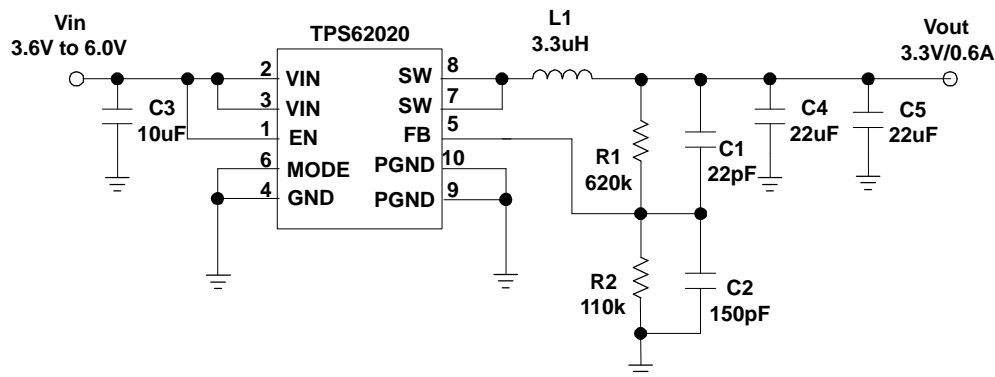 Vin
3.6V to 6.0V
TPS62020
L1
3.3uH
Vout
3.3V/0.6A
2 VIN SW 8
3 VIN SW 7
1 EN FB 5
6 MODE PGND 10
4 GND PGND 9
C3
10uF
R1
620k
C1
22pF
C4
22uF
C5
22uF
R2
110k
C2
150pF